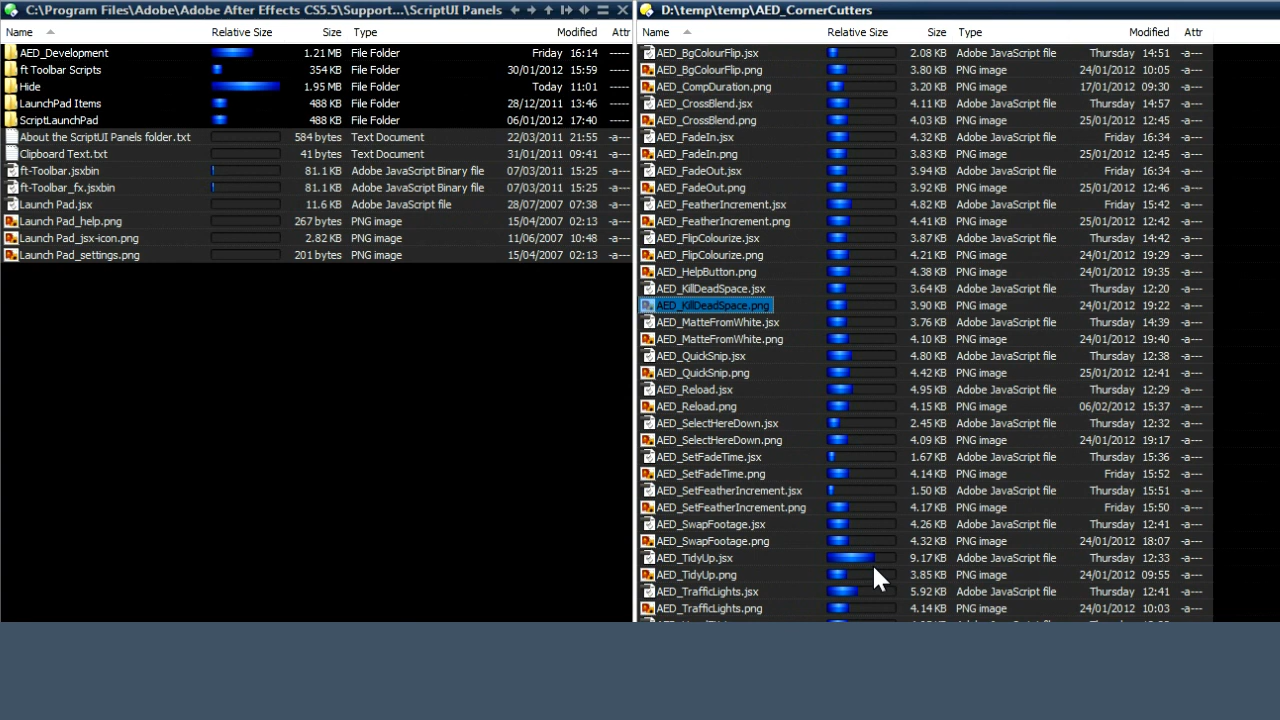 C:\Program Files\Adobe\Adobe After Effects CS5.5\Support...\ScriptUI Panels
Name Relative Size Size Type Modified Attr
AED_Development 1.21 MB File Folder Friday 16:14 -----
ft Toolbar Scripts 354 KB File Folder 30/01/2012 15:59 -----
Hide 1.95 MB File Folder Today 11:01 -----
LaunchPad Items 488 KB File Folder 28/12/2011 13:46 -----
ScriptLaunchPad 488 KB File Folder 06/01/2012 17:40 -----
About the ScriptUI Panels folder.txt 584 bytes Text Document 22/03/2011 21:55 -a---
Clipboard Text.txt 41 bytes Text Document 31/01/2011 09:41 -a---
ft-Toolbar.jsxbin 81.1 KB Adobe JavaScript Binary file 07/03/2011 15:25 -a---
ft-Toolbar_fx.jsxbin 81.1 KB Adobe JavaScript Binary file 07/03/2011 15:25 -a---
Launch Pad.jsx 11.6 KB Adobe JavaScript file 28/07/2007 07:38 -a---
Launch Pad_help.png 267 bytes PNG image 15/04/2007 02:13 -a---
Launch Pad_jsx-icon.png 2.82 KB PNG image 11/06/2007 10:48 -a---
Launch Pad_settings.png 201 bytes PNG image 15/04/2007 02:13 -a---
D:\temp\temp\AED_CornerCutters
Name Relative Size Size Type Modified Attr
AED_BgColourFlip.jsx 2.08 KB Adobe JavaScript file Thursday 14:51 -a---
AED_BgColourFlip.png 3.80 KB PNG image 24/01/2012 10:05 -a---
AED_CompDuration.png 3.20 KB PNG image 17/01/2012 09:30 -a---
AED_CrossBlend.jsx 4.11 KB Adobe JavaScript file Thursday 14:57 -a---
AED_CrossBlend.png 4.03 KB PNG image 25/01/2012 12:45 -a---
AED_FadeIn.jsx 4.32 KB Adobe JavaScript file Friday 16:34 -a---
AED_FadeIn.png 3.83 KB PNG image 25/01/2012 12:45 -a---
AED_FadeOut.jsx 3.94 KB Adobe JavaScript file Friday 16:34 -a---
AED_FadeOut.png 3.92 KB PNG image 25/01/2012 12:46 -a---
AED_FeatherIncrement.jsx 4.82 KB Adobe JavaScript file Thursday 13:42 -a---
AED_FeatherIncrement.png 4.41 KB PNG image 25/01/2012 12:42 -a---
AED_FlipColourize.jsx 3.87 KB Adobe JavaScript file Thursday 14:42 -a---
AED_FlipColourize.png 4.21 KB PNG image 24/01/2012 19:29 -a---
AED_HelpButton.png 4.38 KB PNG image 24/01/2012 19:35 -a---
AED_KillDeadSpace.jsx 3.64 KB Adobe JavaScript file Thursday 12:20 -a---
AED_KillDeadSpace.png 3.90 KB PNG image 24/01/2012 19:22 -a---
AED_MatteFromWhite.jsx 3.76 KB Adobe JavaScript file Thursday 14:39 -a---
AED_MatteFromWhite.png 4.10 KB PNG image 24/01/2012 19:40 -a---
AED_QuickSnip.jsx 4.80 KB Adobe JavaScript file Thursday 12:38 -a---
AED_QuickSnip.png 4.42 KB PNG image 25/01/2012 12:41 -a---
AED_Reload.jsx 4.95 KB Adobe JavaScript file Thursday 12:29 -a---
AED_Reload.png 4.15 KB PNG image 06/02/2012 15:37 -a---
AED_SelectHereDown.jsx 2.45 KB Adobe JavaScript file Thursday 12:32 -a---
AED_SelectHereDown.png 4.09 KB PNG image 24/01/2012 19:17 -a---
AED_SetFadeTime.jsx 1.67 KB Adobe JavaScript file Thursday 15:36 -a---
AED_SetFadeTime.png 4.14 KB PNG image Friday 15:52 -a---
AED_SetFeatherIncrement.jsx 1.50 KB Adobe JavaScript file Thursday 15:51 -a---
AED_SetFeatherIncrement.png 4.17 KB PNG image Friday 15:50 -a---
AED_SwapFootage.jsx 4.26 KB Adobe JavaScript file Thursday 12:41 -a---
AED_SwapFootage.png 4.32 KB PNG image 24/01/2012 18:07 -a---
AED_TidyUp.jsx 9.17 KB Adobe JavaScript file Thursday 12:33 -a---
AED_TidyUp.png 3.85 KB PNG image 24/01/2012 09:55 -a---
AED_TrafficLights.jsx 5.92 KB Adobe JavaScript file Thursday 12:41 -a---
AED_TrafficLights.png 4.14 KB PNG image 24/01/2012 10:03 -a---